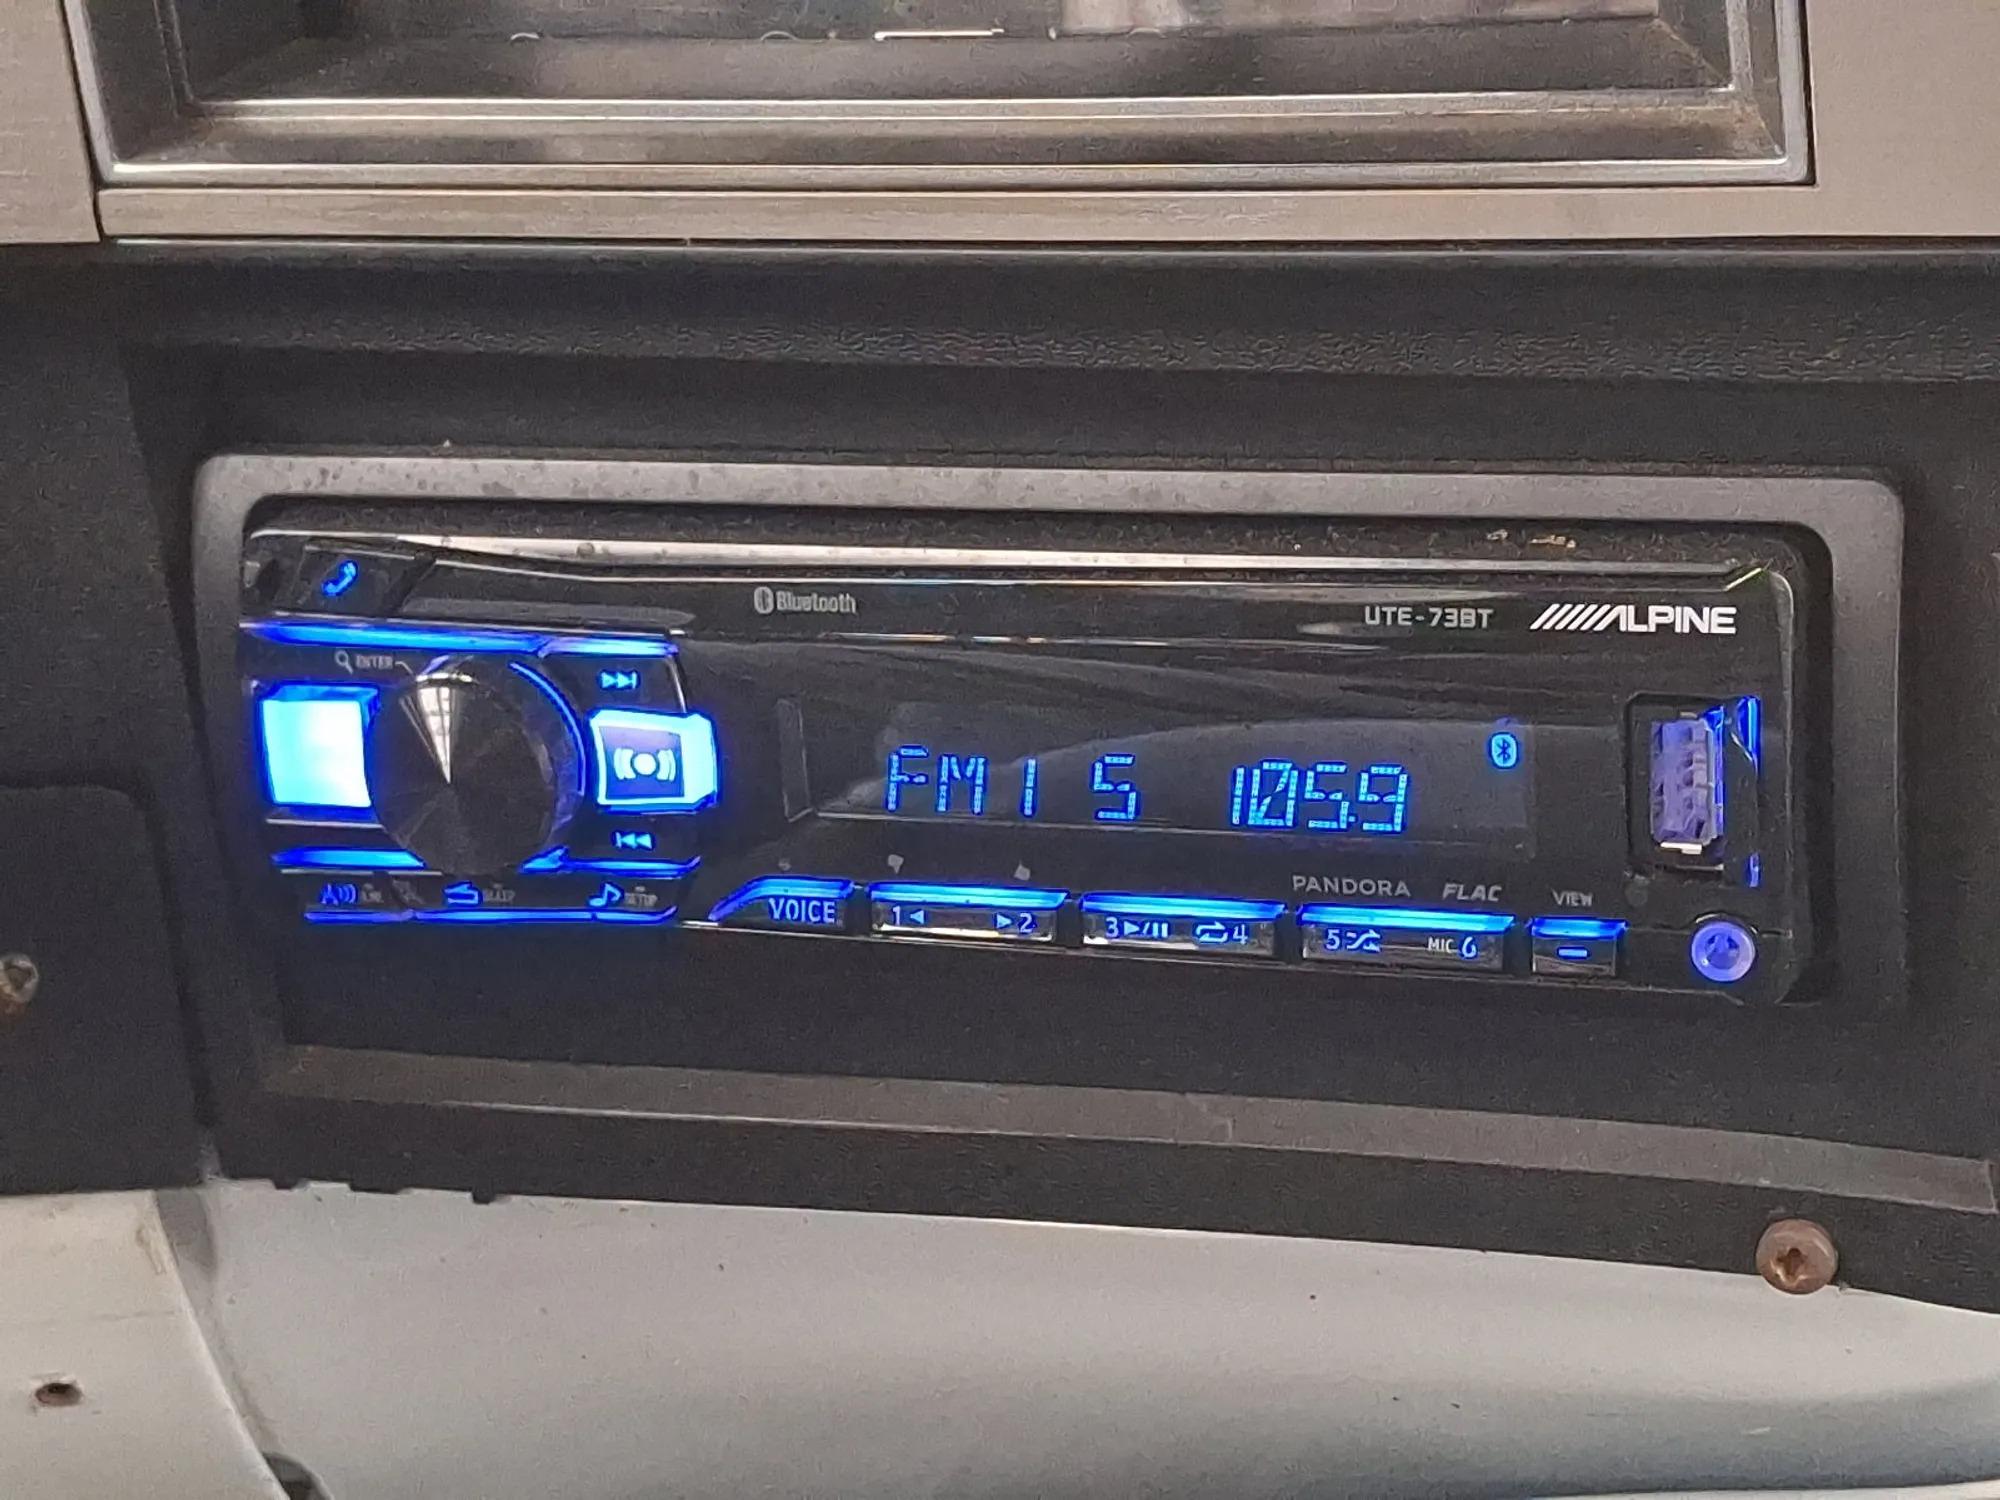 Bluetooth
UTE-73BT ALPINE
ENTER
FM1 5 105.9
PANDORA FLAC VIEW
SETUP
VOICE 1 2 3 4 5 MIC 6